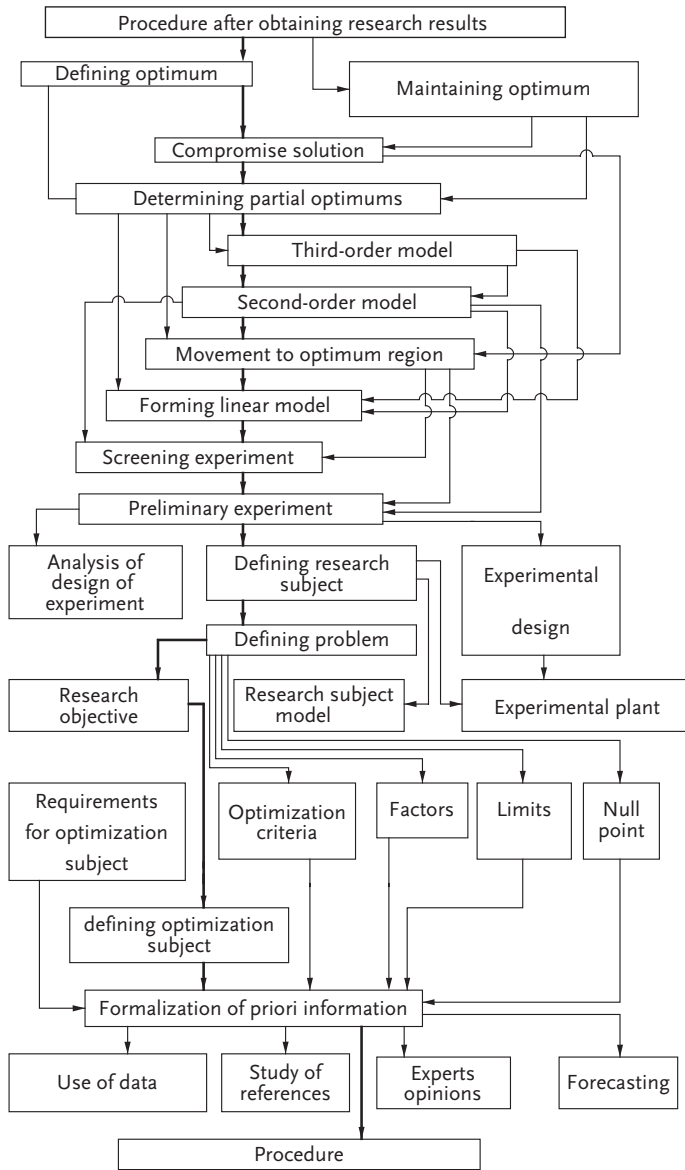 Procedure after obtaining research results
Defining optimum
Maintaining optimum
Compromise solution
Determining partial optimums
Third-order model
Second-order model
Movement to optimum region
Forming linear model
Screening experiment
Preliminary experiment
Analysis of
design of
experiment
Defining research
subject
Experimental
design
Defining problem
Research
objective
Research subject
model
Experimental plant
Requirements
for optimization
subject
Optimization
criteria
Factors
Limits
Null
point
defining optimization
subject
Formalization of priori information
Use of data
Study of
references
Experts
opinions
Forecasting
Procedure